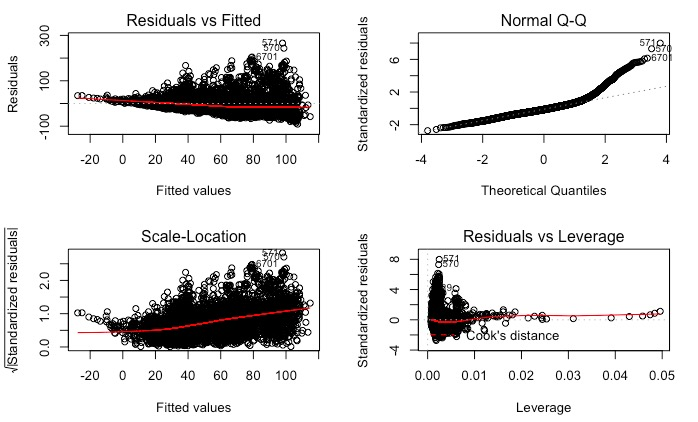 Residuals vs Fitted
Residuals
-100
100
300
571
570
6701
-20 0 20 40 60 80 100
Fitted values
Normal Q-Q
Standardized residuals
-2
2
6
571
570
6701
-4 -2 0 2 4
Theoretical Quantiles
Scale-Location
√|Standardized residuals|
0.0
1.0
2.0
571
570
6701
-20 0 20 40 60 80 100
Fitted values
Residuals vs Leverage
Standardized residuals
-4
0
4
8
571
570
Cook's distance
0.00 0.01 0.02 0.03 0.04 0.05
Leverage